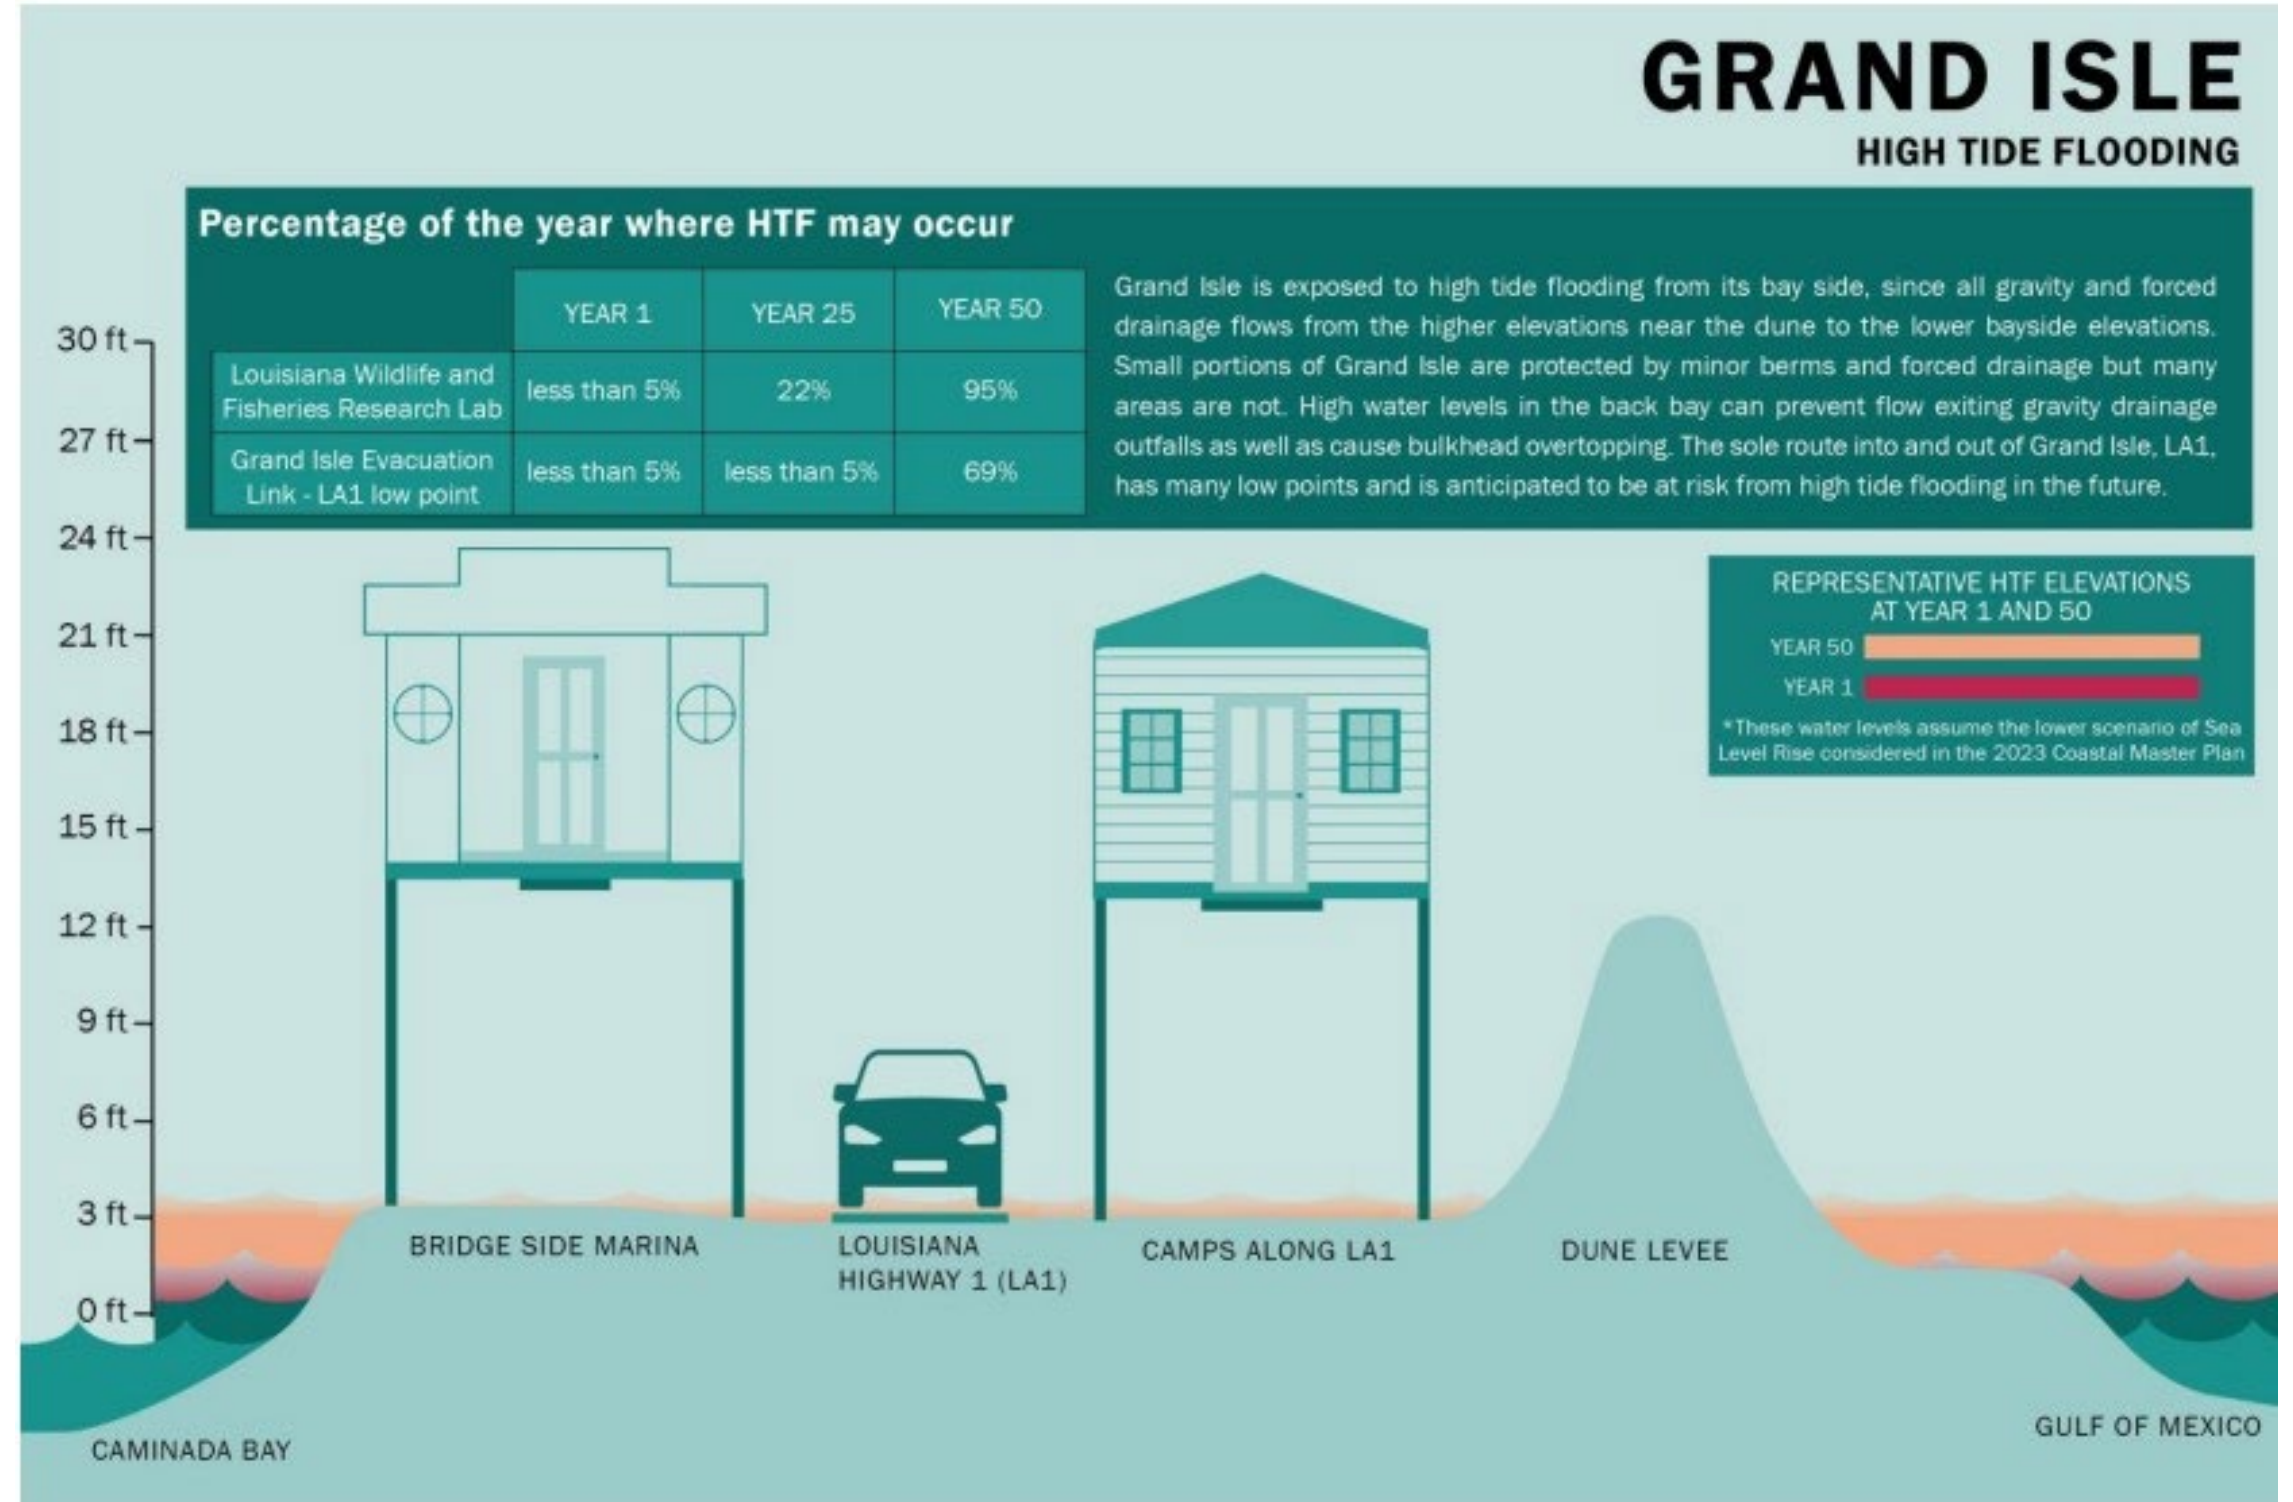 GRAND ISLE
HIGH TIDE FLOODING
Percentage of the year where HTF may occur
YEAR 1 YEAR 25 YEAR 50
Louisiana Wildlife and
Fisheries Research Lab
less than 5% 22% 95%
Grand Isle Evacuation
Link - LA1 low point
less than 5% less than 5% 69%
Grand Isle is exposed to high tide flooding from its bay side, since all gravity and forced
drainage flows from the higher elevations near the dune to the lower bayside elevations.
Small portions of Grand Isle are protected by minor berms and forced drainage but many
areas are not. High water levels in the back bay can prevent flow exiting gravity drainage
outfalls as well as cause bulkhead overtopping. The sole route into and out of Grand Isle, LA1,
has many low points and is anticipated to be at risk from high tide flooding in the future.
REPRESENTATIVE HTF ELEVATIONS
AT YEAR 1 AND 50
YEAR 50
YEAR 1
*These water levels assume the lower scenario of Sea
Level Rise considered in the 2023 Coastal Master Plan
30 ft
27 ft
24 ft
21 ft
18 ft
15 ft
12 ft
9 ft
6 ft
3 ft
0 ft
BRIDGE SIDE MARINA
LOUISIANA
HIGHWAY 1 (LA1)
CAMPS ALONG LA1
DUNE LEVEE
CAMINADA BAY
GULF OF MEXICO